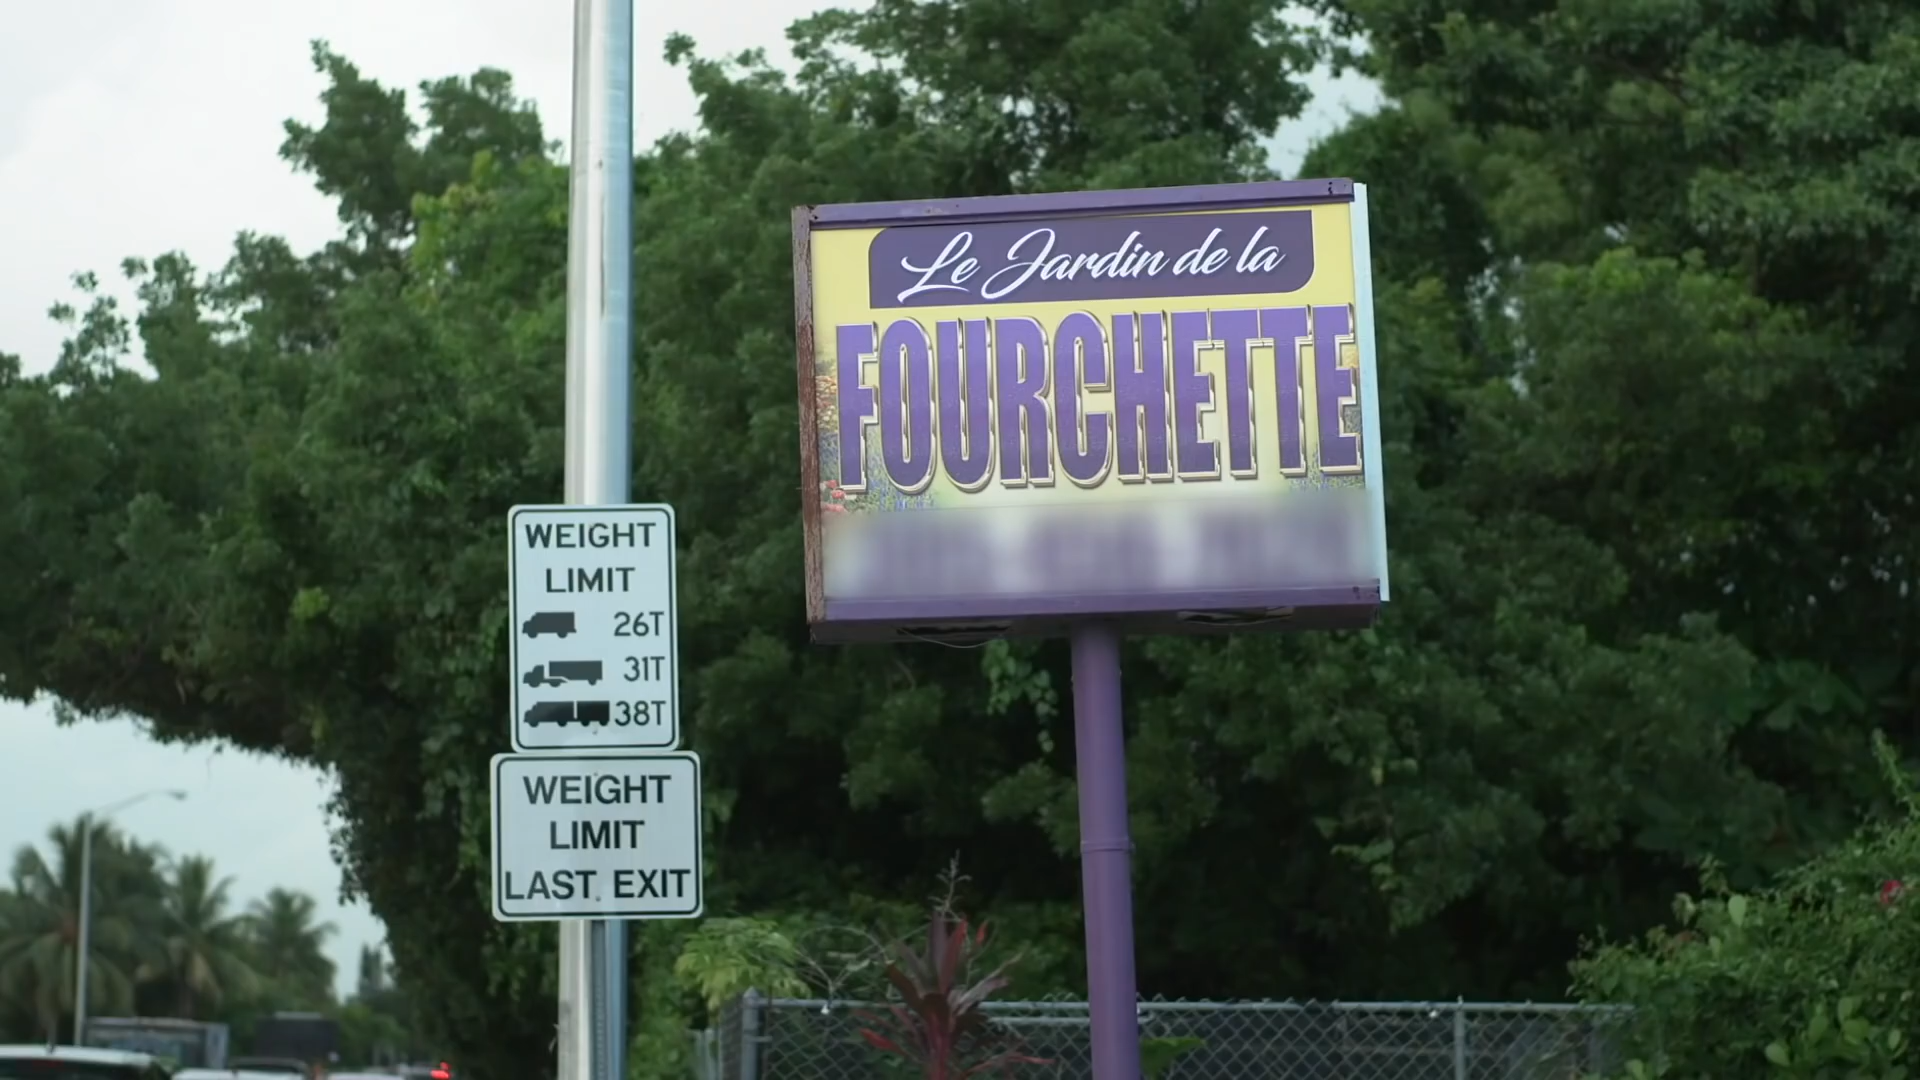 Le Jardin de la
FOURCHETTE
WEIGHT
LIMIT
26T
31T
38T
WEIGHT
LIMIT
LAST EXIT